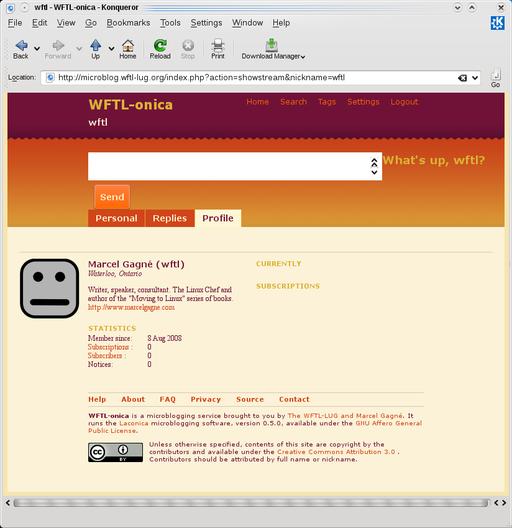 wftl - WFTL-onica - Konqueror
File Edit View Go Bookmarks Tools Settings Window Help
Back Forward Up Home Reload Stop Print Download Manager
Location: http://microblog.wftl-lug.org/index.php?action=showstream&nickname=wftl
Go
WFTL-onica
Home Search Tags Settings Logout
wftl
What's up, wftl?
Send
Personal Replies Profile
Marcel Gagné (wftl)
Waterloo, Ontario
Writer, speaker, consultant. The Linux Chef and
author of the "Moving to Linux" series of books.
http://www.marcelgagne.com
CURRENTLY
SUBSCRIPTIONS
STATISTICS
Member since: 8 Aug 2008
Subscriptions : 0
Subscribers : 0
Notices: 0
Help About FAQ Privacy Source Contact
WFTL-onica is a microblogging service brought to you by The WFTL-LUG and Marcel Gagné. It
runs the Laconica microblogging software, version 0.5.0, available under the GNU Affero General
Public License.
cc BY
Unless otherwise specified, contents of this site are copyright by the
contributors and available under the Creative Commons Attribution 3.0 .
Contributors should be attributed by full name or nickname.